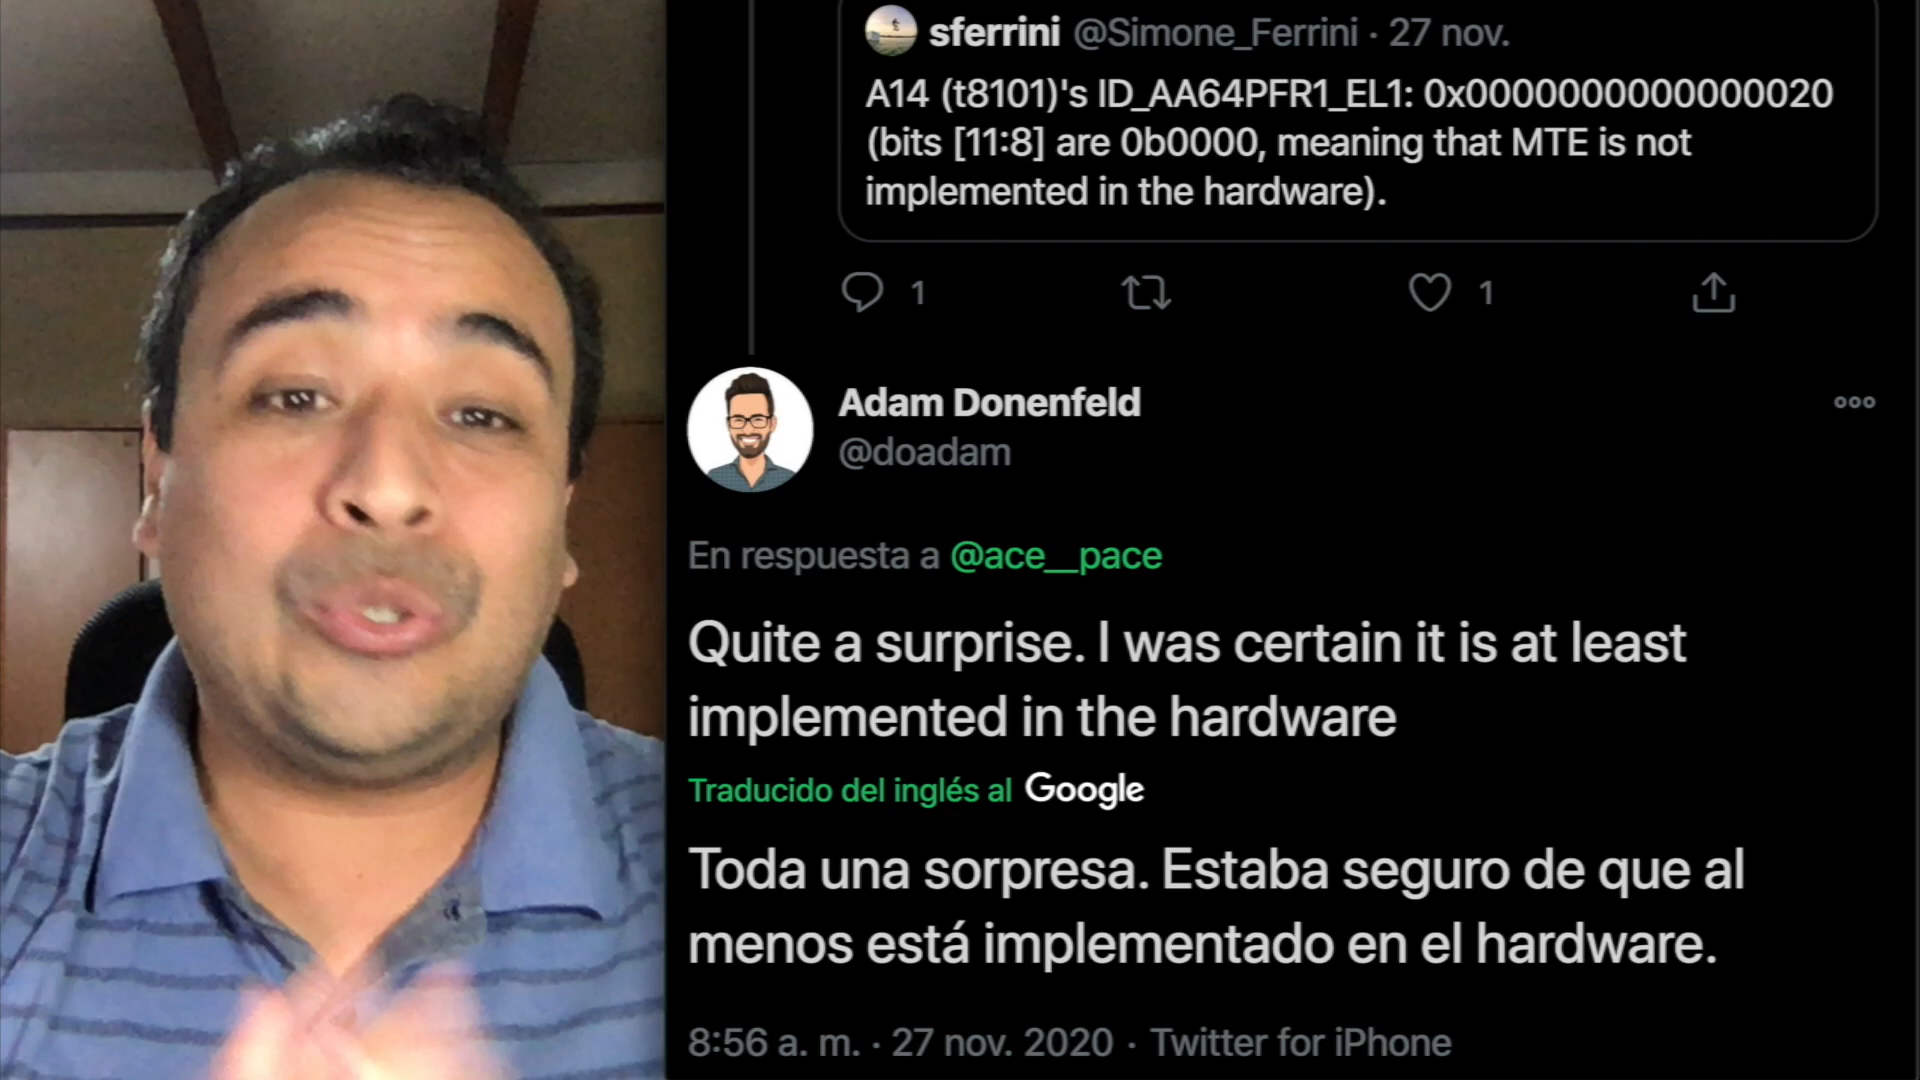 sferrini @Simone_Ferrini · 27 nov.
A14 (t8101)'s ID_AA64PFR1_EL1: 0x0000000000000020
(bits [11:8] are 0b0000, meaning that MTE is not
implemented in the hardware).
1 1
Adam Donenfeld
@doadam
En respuesta a @ace__pace
Quite a surprise. I was certain it is at least
implemented in the hardware
Traducido del inglés al Google
Toda una sorpresa. Estaba seguro de que al
menos está implementado en el hardware.
8:56 a. m. · 27 nov. 2020 · Twitter for iPhone